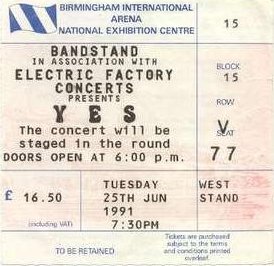 BIRMINGHAM INTERNATIONAL
ARENA
NATIONAL EXHIBITION CENTRE
15
BANDSTAND
IN ASSOCIATION WITH
ELECTRIC FACTORY
CONCERTS
PRESENTS
YES
The concert will be
staged in the round
DOORS OPEN AT 6:00 p.m.
BLOCK
15
ROW
V
SEAT
77
£ 16.50
(including VAT)
TUESDAY
25TH JUN
1991
7:30PM
WEST
STAND
TO BE RETAINED
Tickets are purchased
subject to the terms
and conditions printed
overleaf.